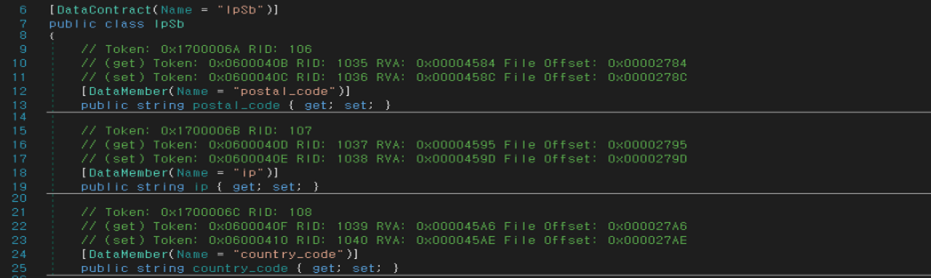 6 [DataContract(Name = "IpSb")]
7 public class IpSb
8 {
9 // Token: 0x1700006A RID: 106
10 // (get) Token: 0x0600040B RID: 1035 RVA: 0x00004584 File Offset: 0x00002784
11 // (set) Token: 0x0600040C RID: 1036 RVA: 0x0000458C File Offset: 0x0000278C
12 [DataMember(Name = "postal_code")]
13 public string postal_code { get; set; }
14
15 // Token: 0x1700006B RID: 107
16 // (get) Token: 0x0600040D RID: 1037 RVA: 0x00004595 File Offset: 0x00002795
17 // (set) Token: 0x0600040E RID: 1038 RVA: 0x0000459D File Offset: 0x0000279D
18 [DataMember(Name = "ip")]
19 public string ip { get; set; }
20
21 // Token: 0x1700006C RID: 108
22 // (get) Token: 0x0600040F RID: 1039 RVA: 0x000045A6 File Offset: 0x000027A6
23 // (set) Token: 0x06000410 RID: 1040 RVA: 0x000045AE File Offset: 0x000027AE
24 [DataMember(Name = "country_code")]
25 public string country_code { get; set; }